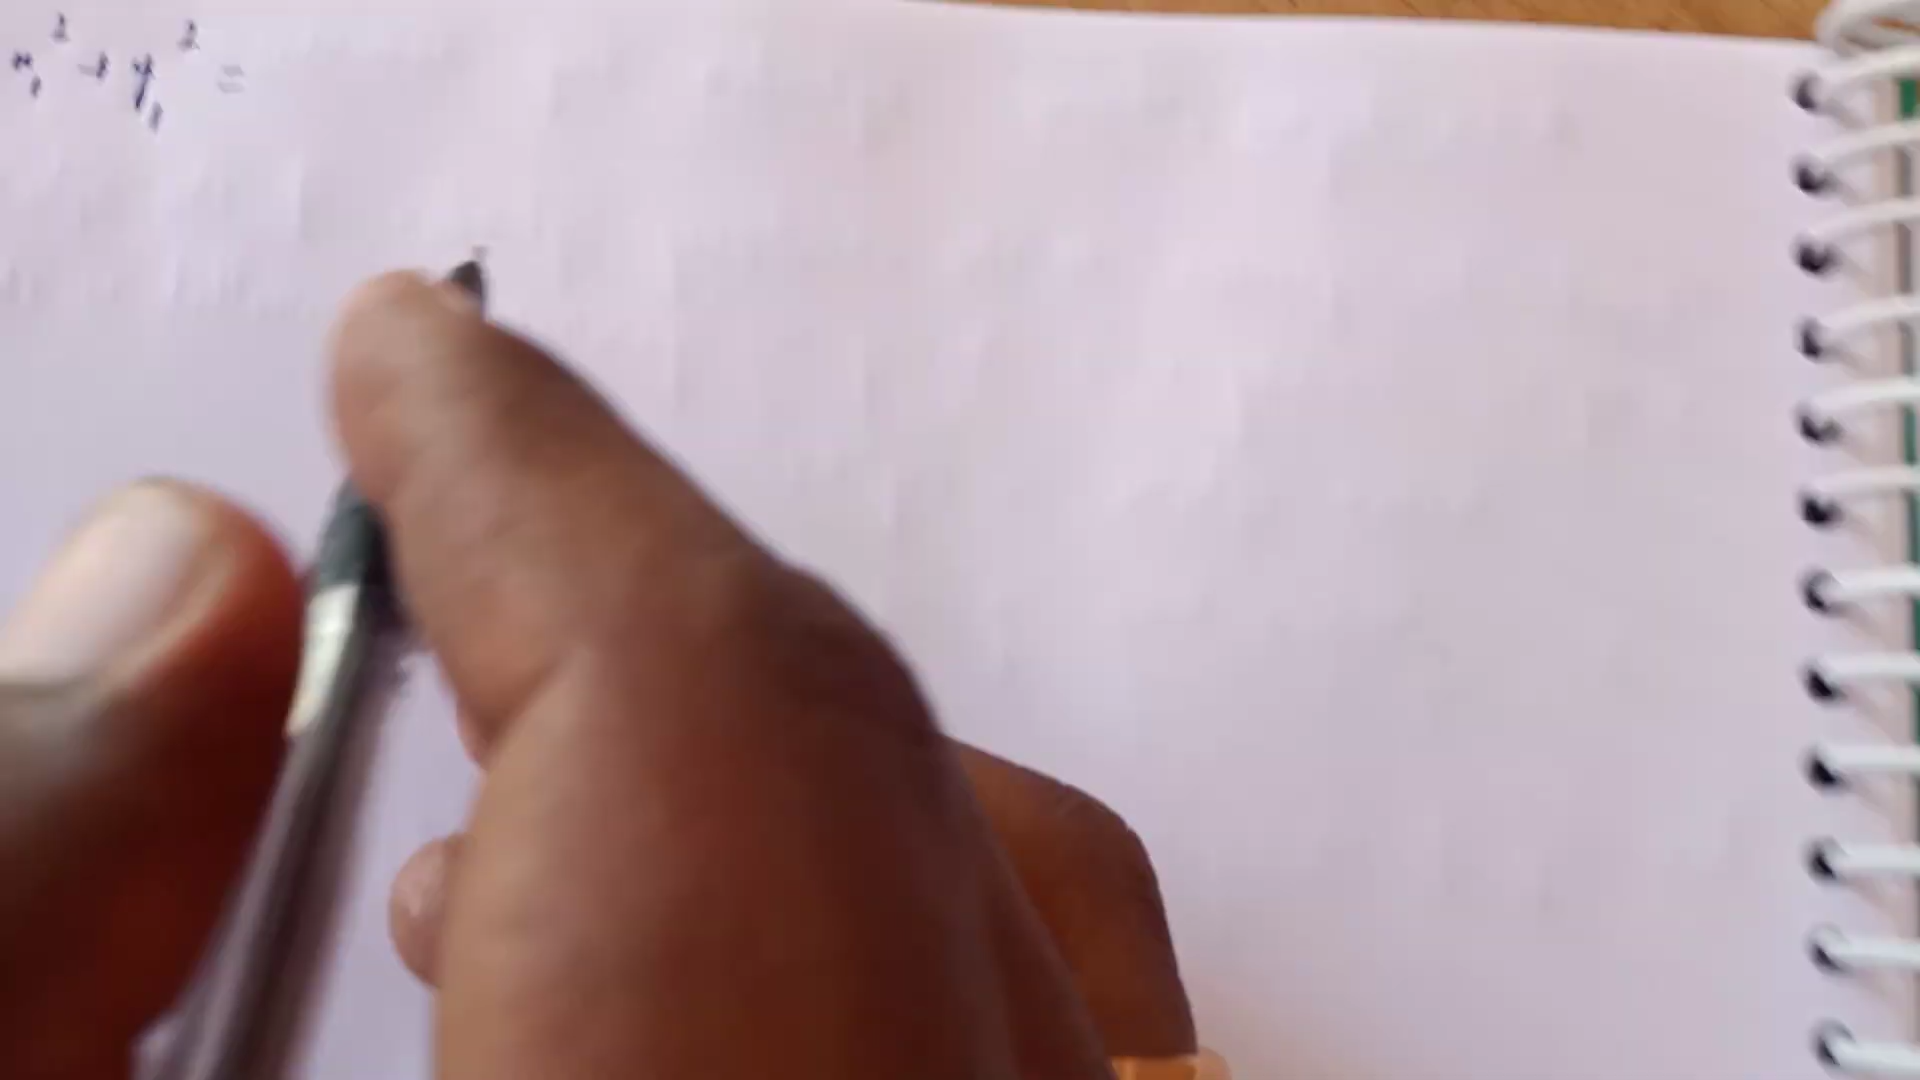 x₁² + y₁² =